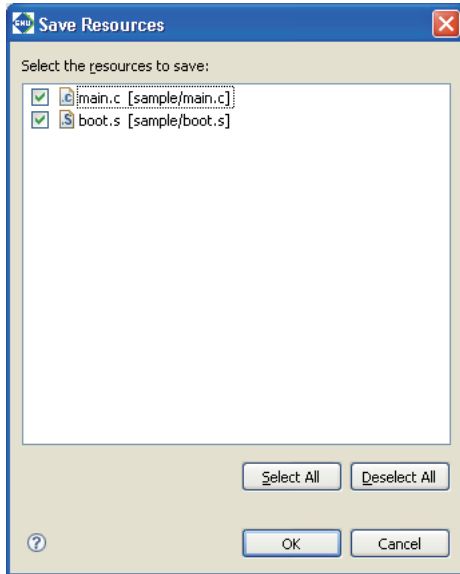 GNU Save Resources
Select the resources to save:
.c main.c [sample/main.c]
.S boot.s [sample/boot.s]
Select All Deselect All
? OK Cancel